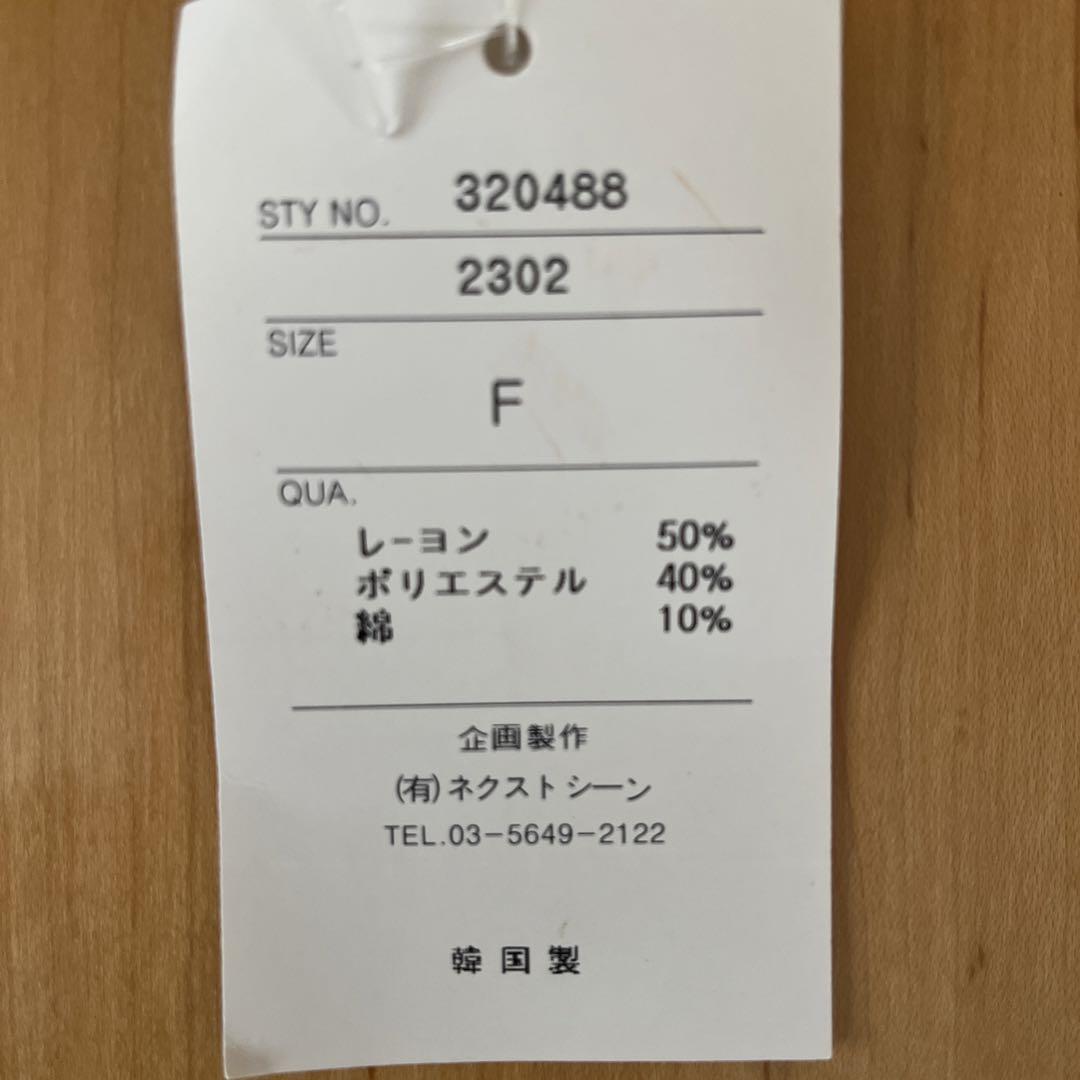 STY NO. 320488
2302
SIZE
F
QUA.
レーヨン 50%
ポリエステル 40%
綿 10%
企画製作
(有)ネクストシーン
TEL.03-5649-2122
韓国製